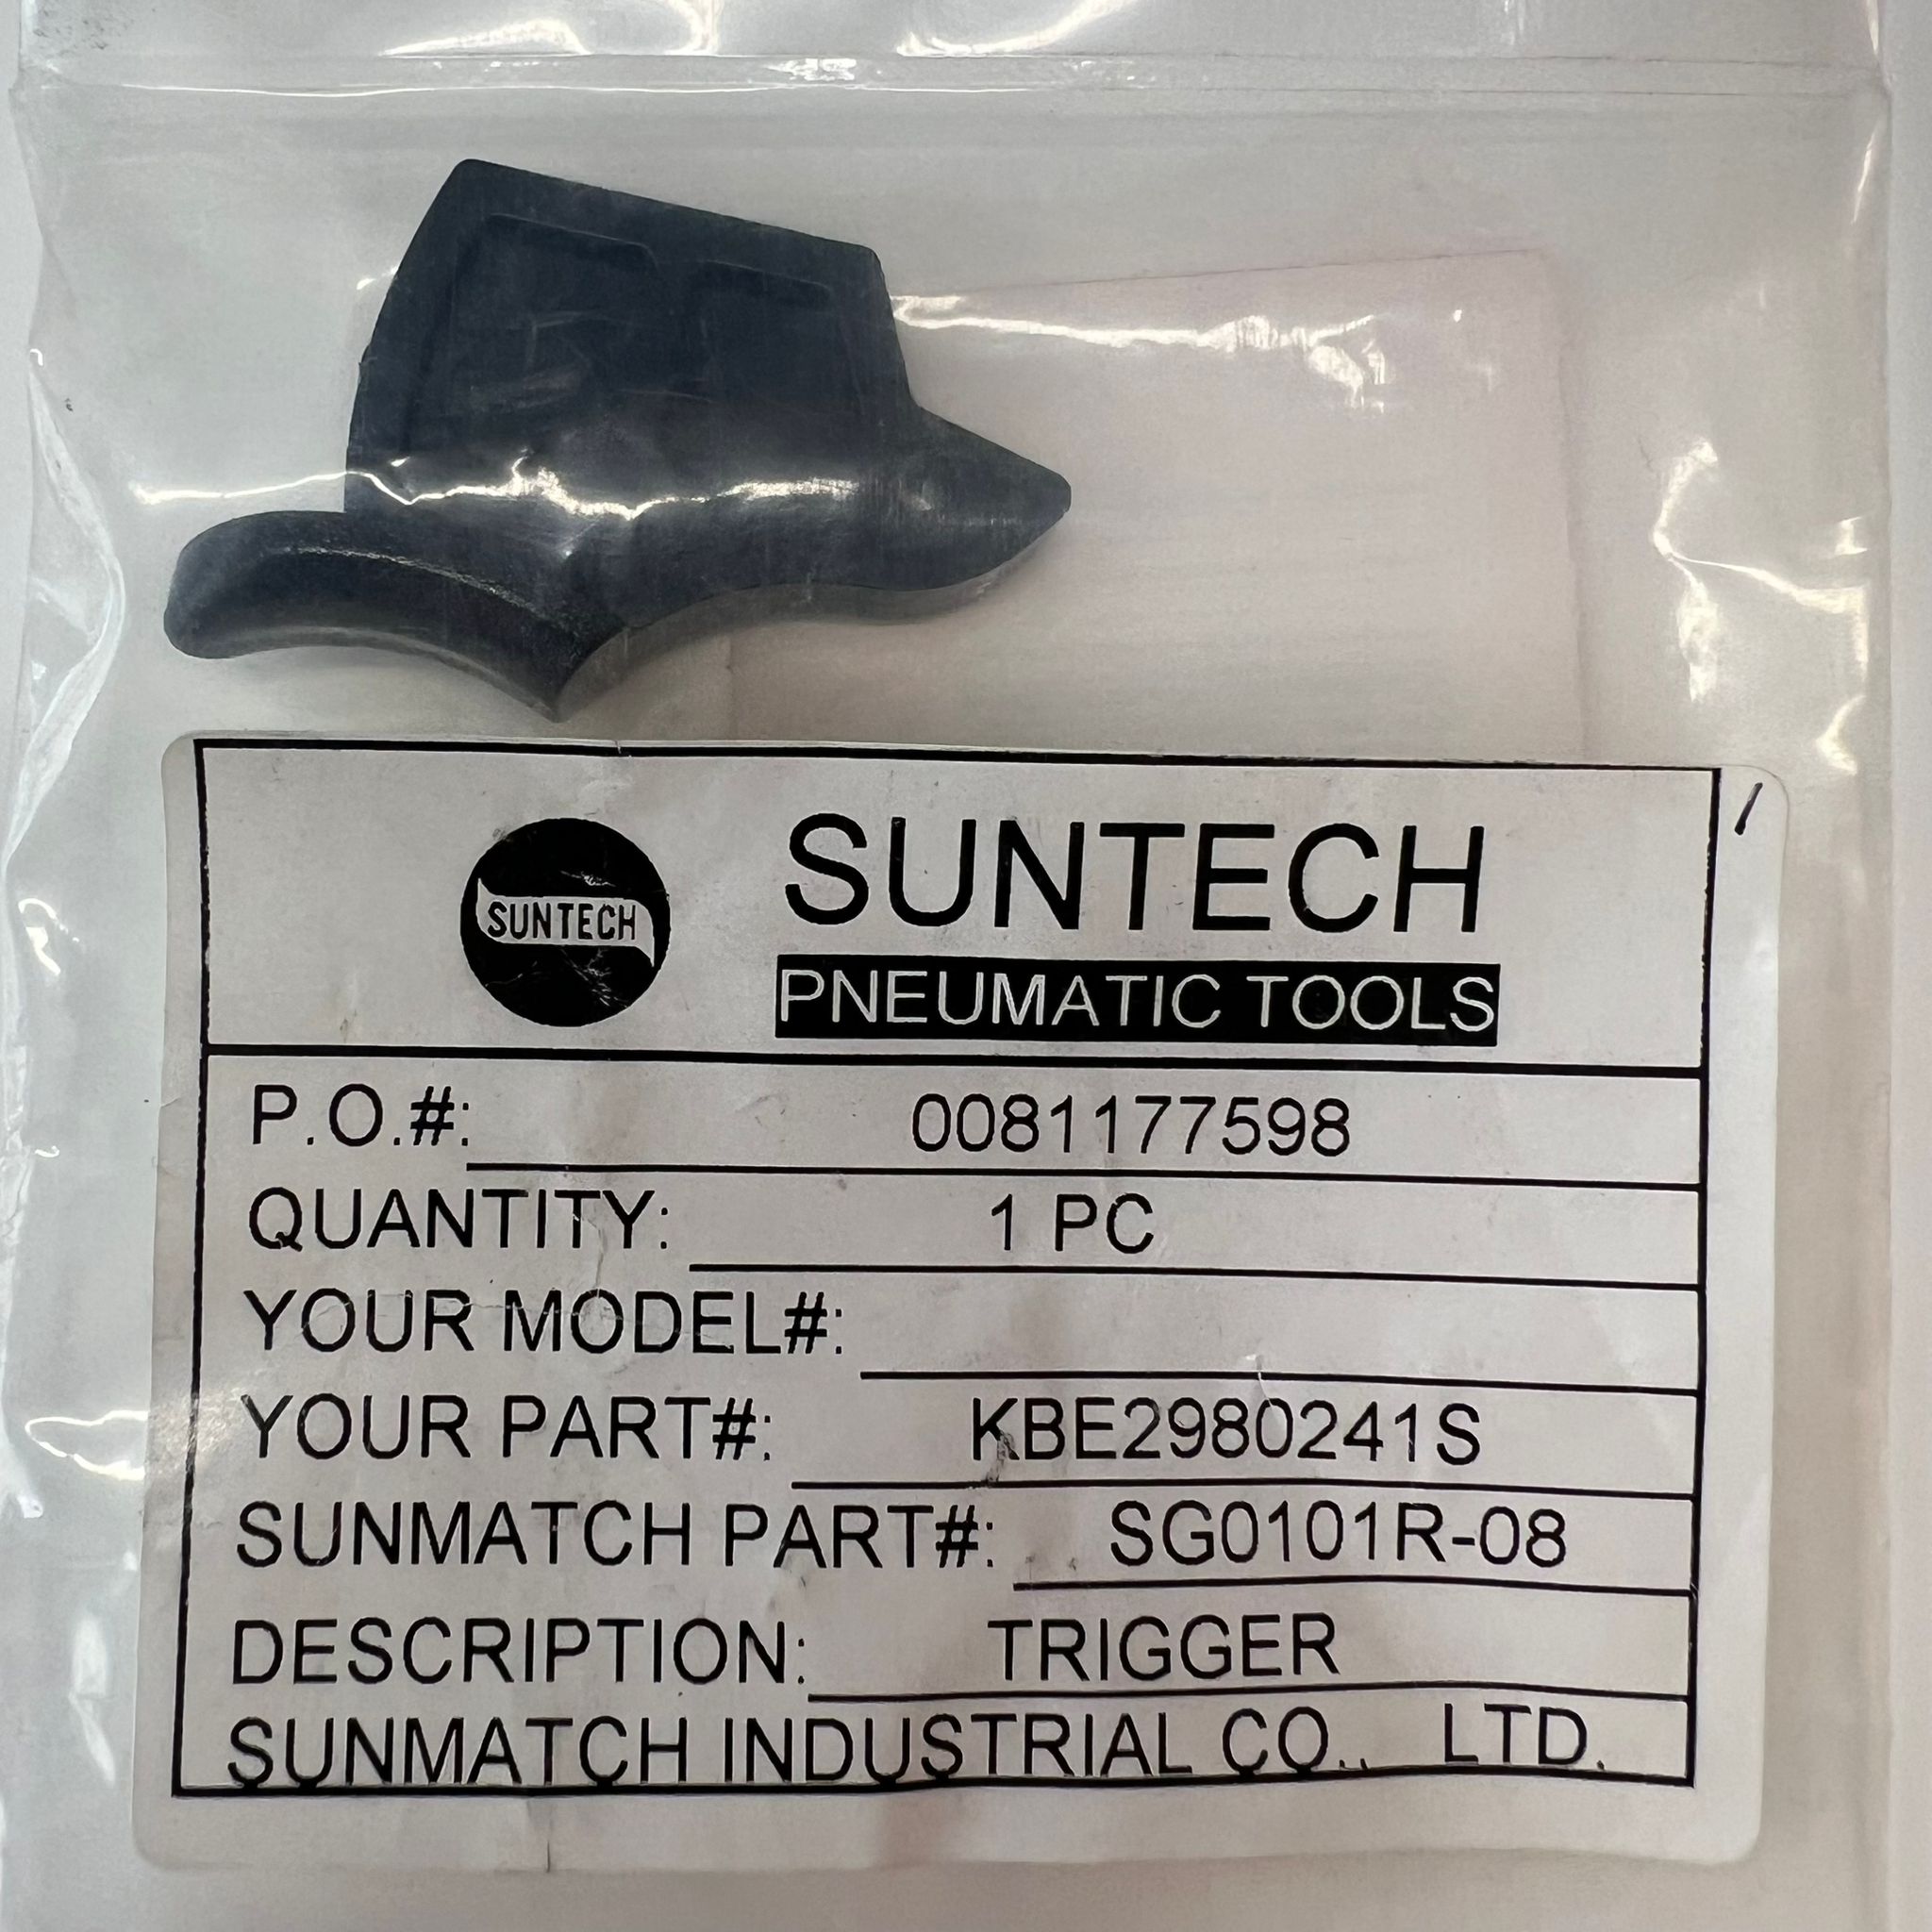 SUNTECH
SUNTECH
PNEUMATIC TOOLS
P.O.#: 0081177598
QUANTITY: 1 PC
YOUR MODEL#:
YOUR PART#: KBE2980241S
SUNMATCH PART#: SG0101R-08
DESCRIPTION: TRIGGER
SUNMATCH INDUSTRIAL CO., LTD.